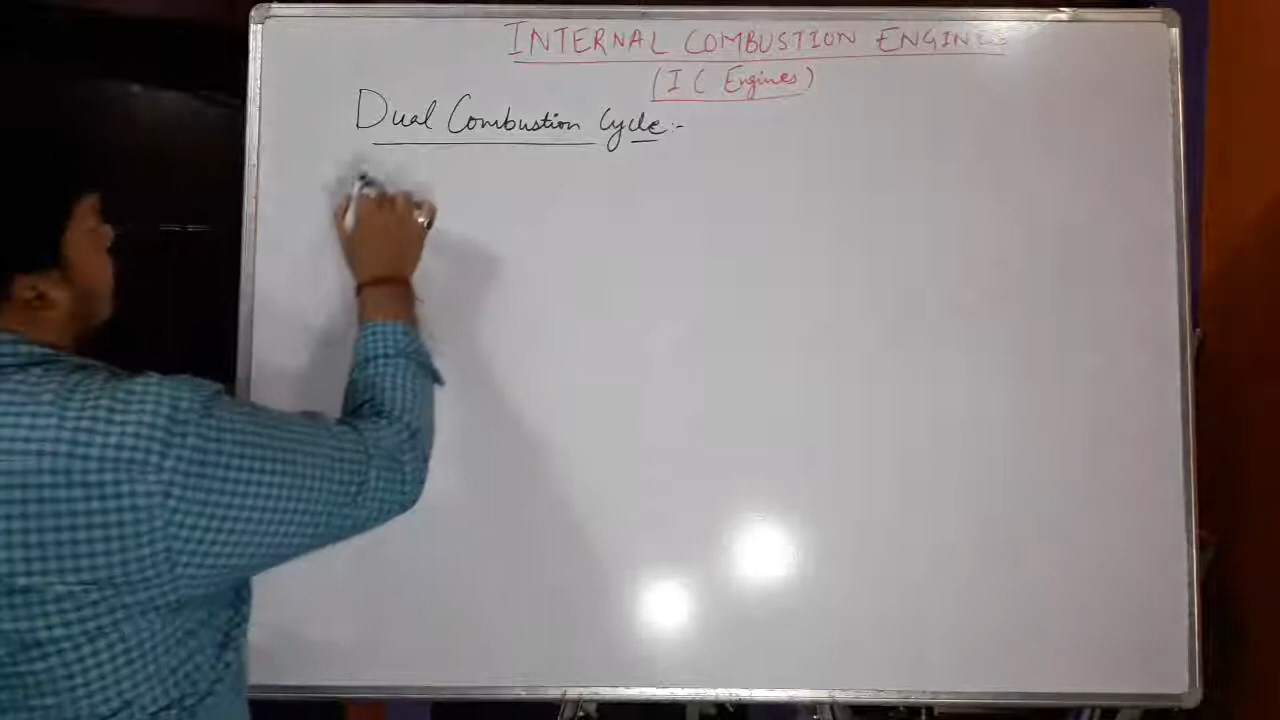 INTERNAL COMBUSTION ENGINES
(I C Engines)
Dual Combustion Cycle:-